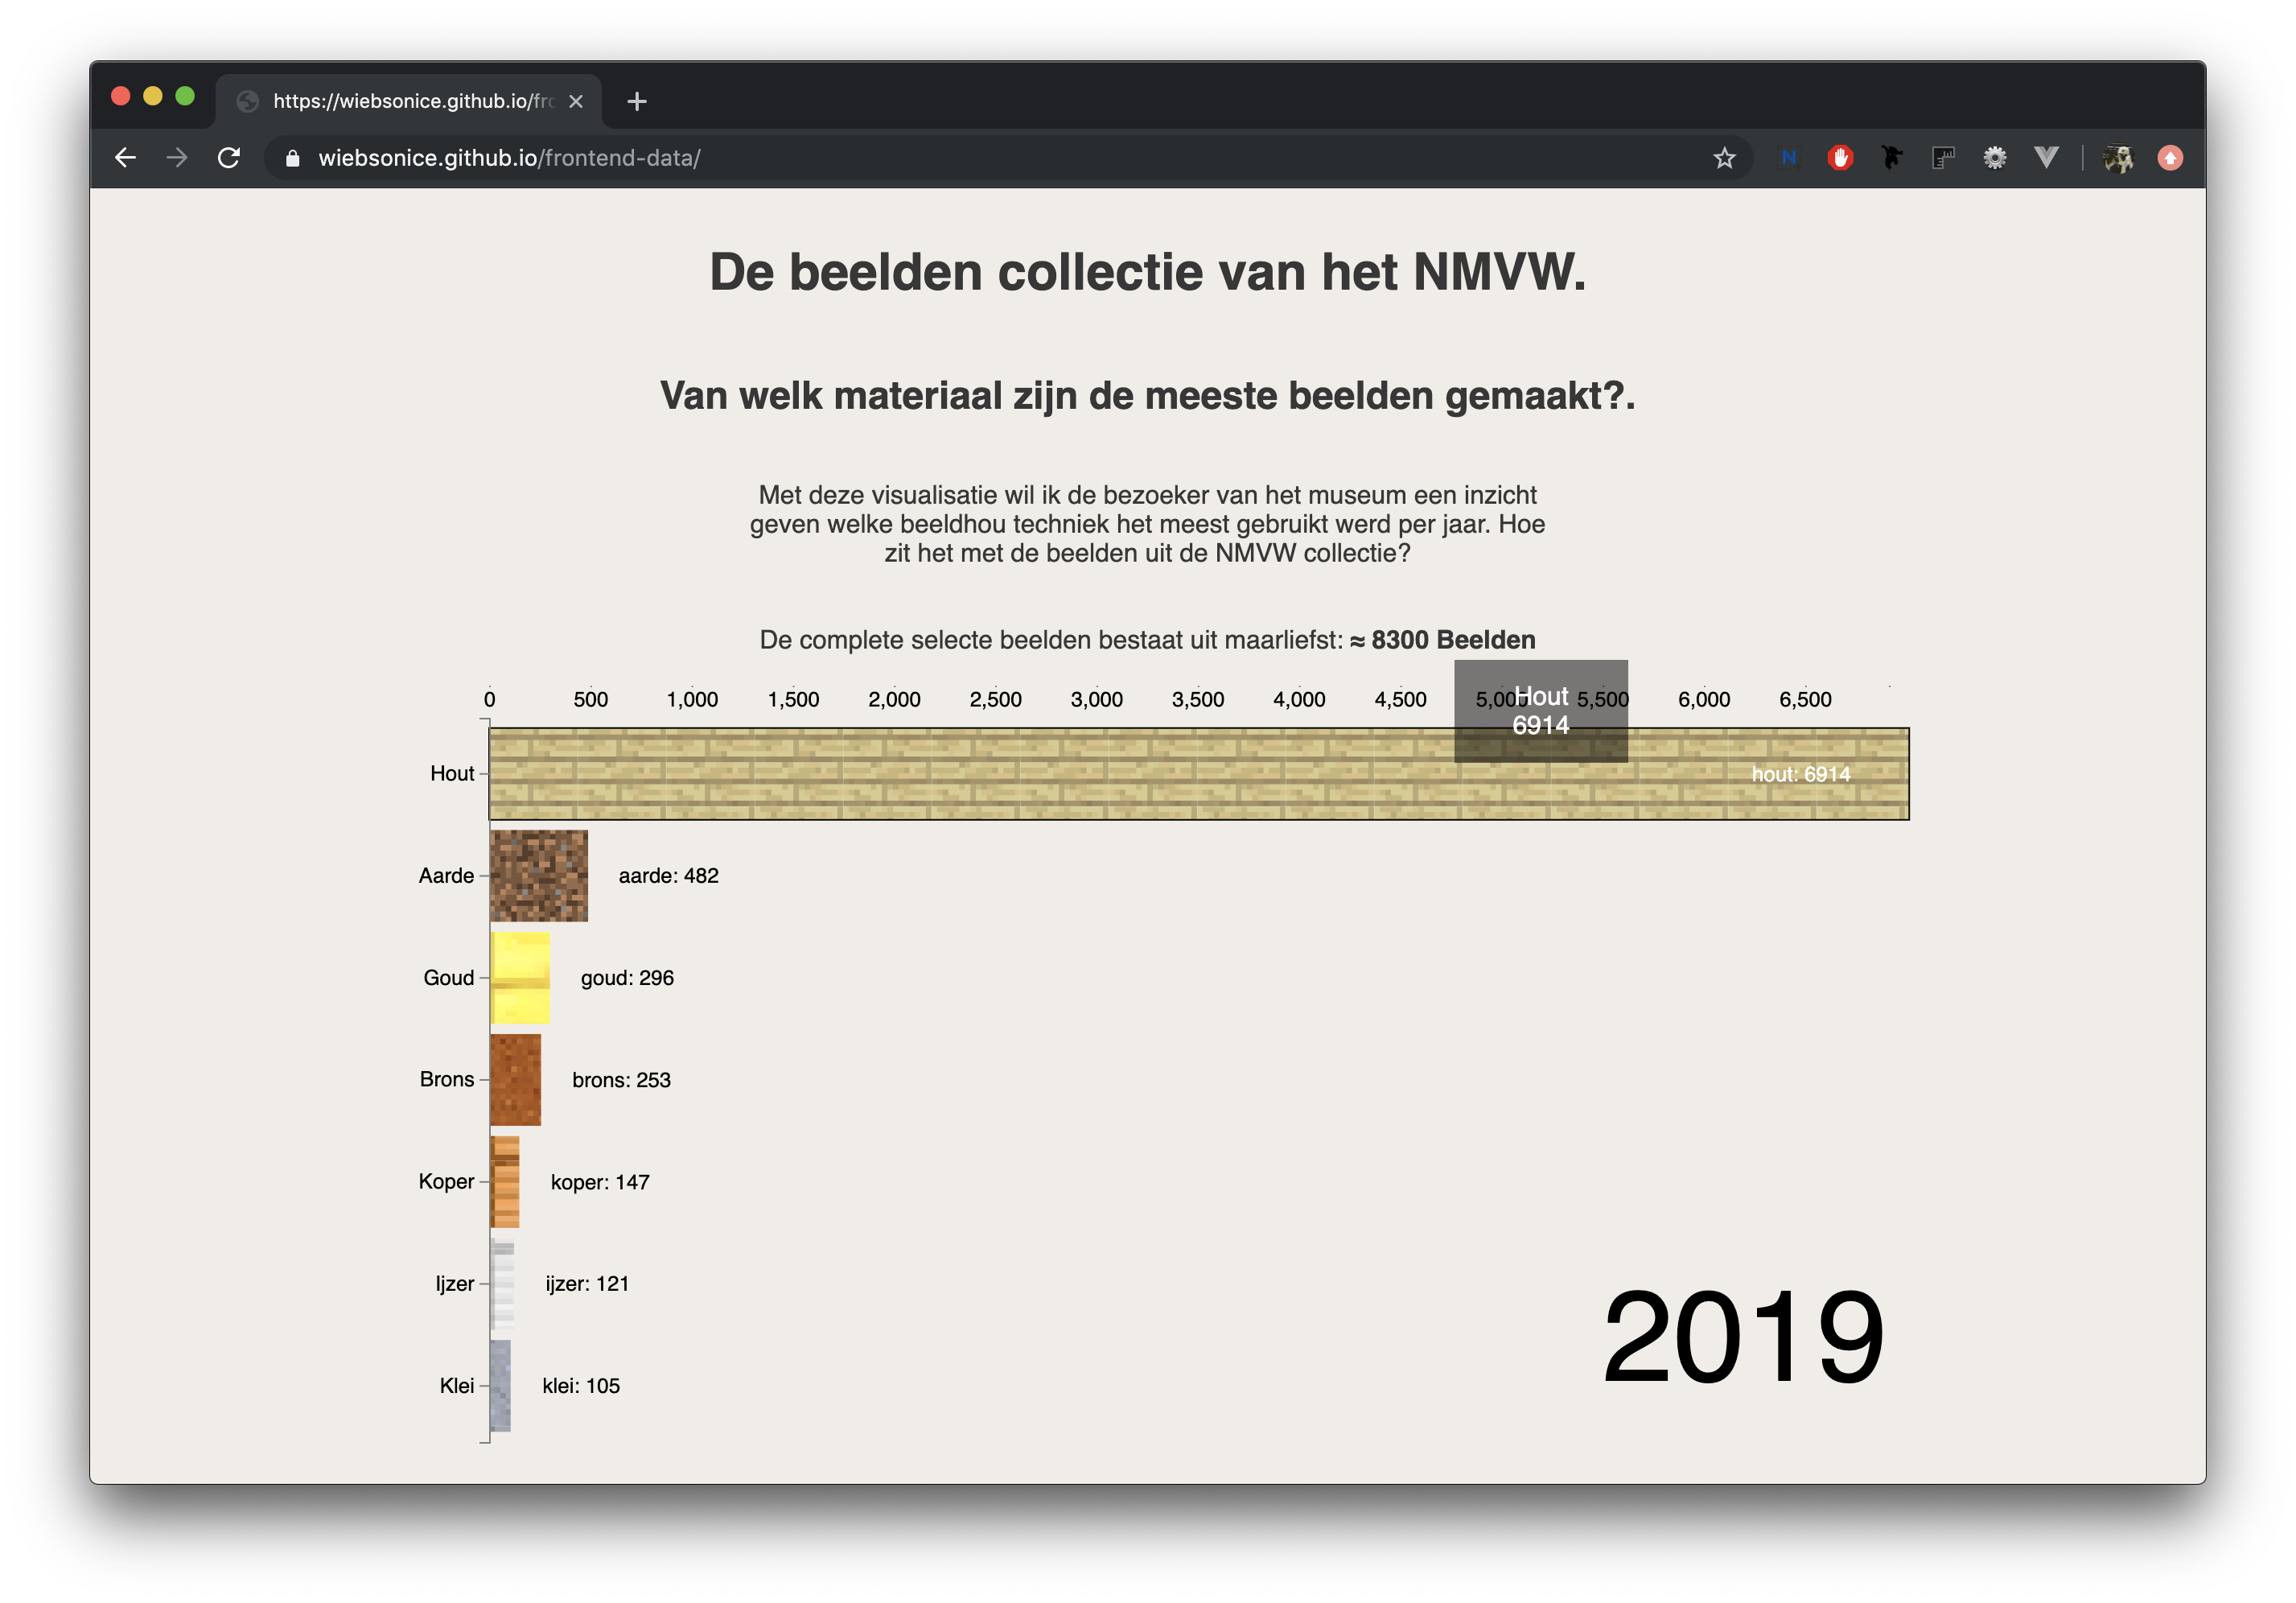 https://wiebsonice.github.io/fro
wiebsonice.github.io/frontend-data/
N
De beelden collectie van het NMVW.
Van welk materiaal zijn de meeste beelden gemaakt?.
Met deze visualisatie wil ik de bezoeker van het museum een inzicht
geven welke beeldhou techniek het meest gebruikt werd per jaar. Hoe
zit het met de beelden uit de NMVW collectie?
De complete selecte beelden bestaat uit maarliefst: ≈ 8300 Beelden
0 500 1,000 1,500 2,000 2,500 3,000 3,500 4,000 4,500 5,000 5,500 6,000 6,500
Hout
6914
Hout hout: 6914
Aarde aarde: 482
Goud goud: 296
Brons brons: 253
Koper koper: 147
Ijzer ijzer: 121
Klei klei: 105
2019